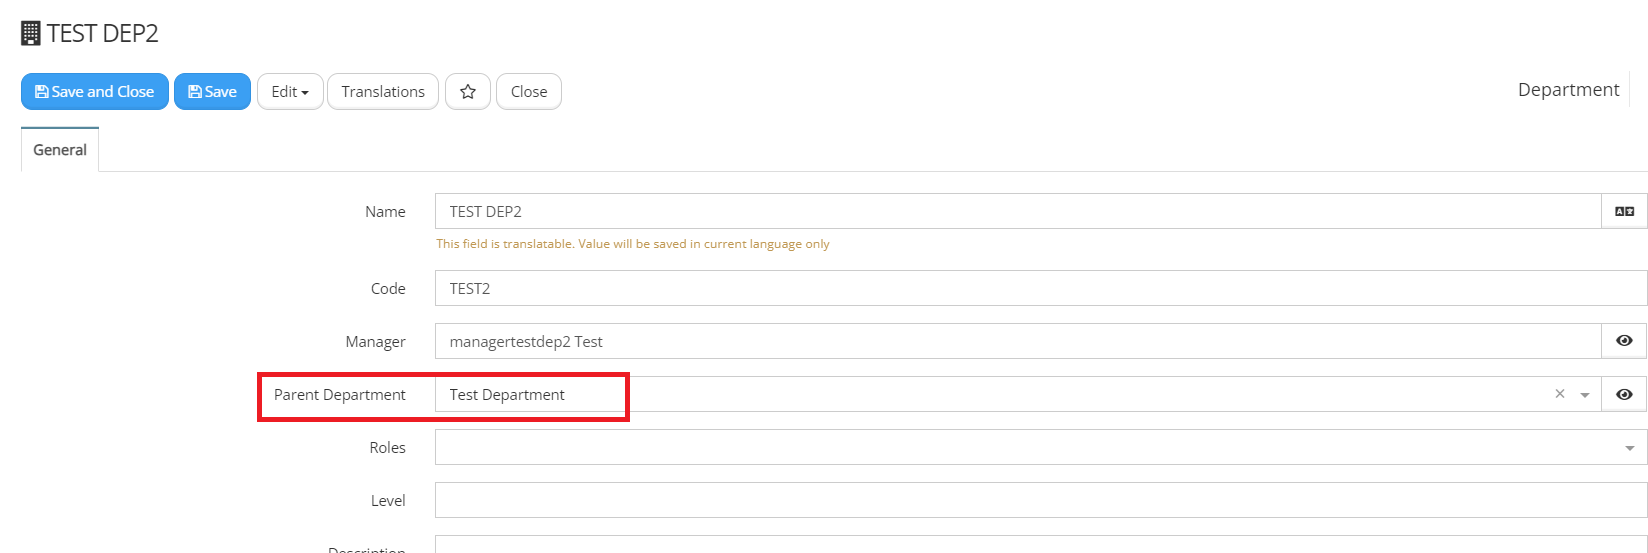 TEST DEP2
Save and Close Save Edit Translations Close
Department
General
Name TEST DEP2
This field is translatable. Value will be saved in current language only
Code TEST2
Manager managertestdep2 Test
Parent Department Test Department
Roles
Level
Description